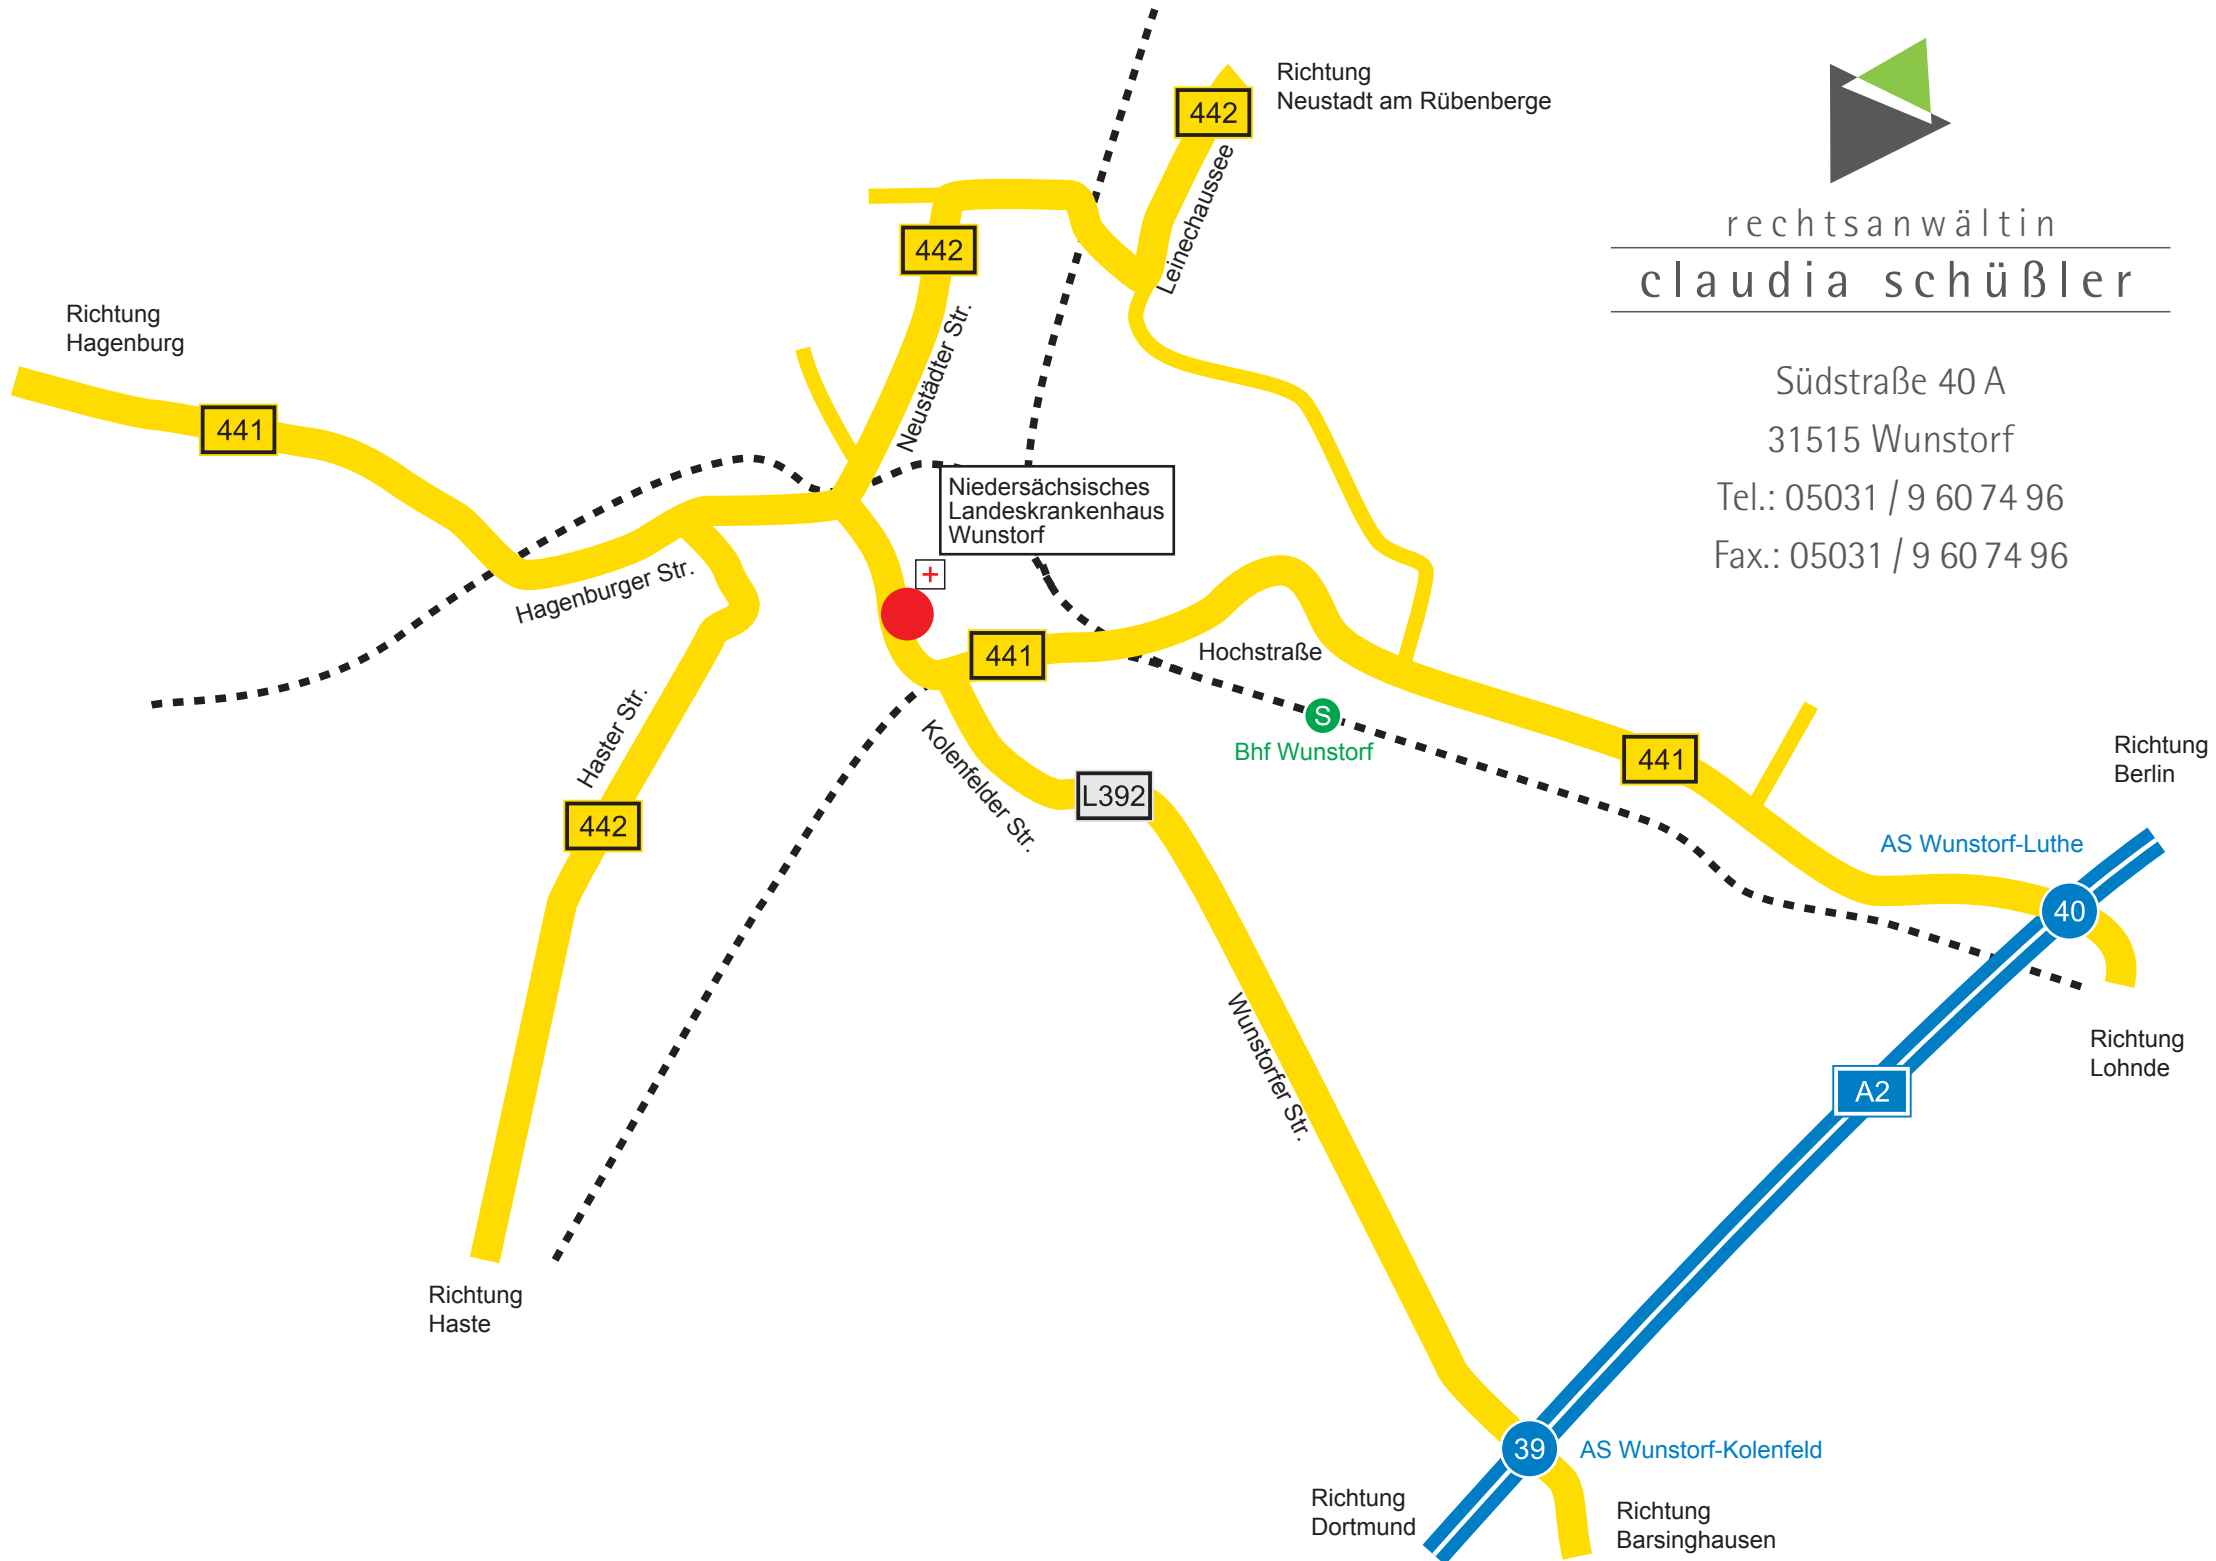 Richtung
Neustadt am Rübenberge
442
Leinechaussee
rechtsanwältin
claudia schüßler
Südstraße 40 A
31515 Wunstorf
Tel.: 05031 / 9 60 74 96
Fax.: 05031 / 9 60 74 96
442
Neustädter Str.
Richtung
Hagenburg
441
Niedersächsisches
Landeskrankenhaus
Wunstorf
Hagenburger Str.
441
Hochstraße
S
Bhf Wunstorf
Haster Str.
442
Kolenfelder Str.
L392
441
Richtung
Berlin
AS Wunstorf-Luthe
40
Richtung
Lohnde
A2
Wunstorfer Str.
Richtung
Haste
39
AS Wunstorf-Kolenfeld
Richtung
Dortmund
Richtung
Barsinghausen